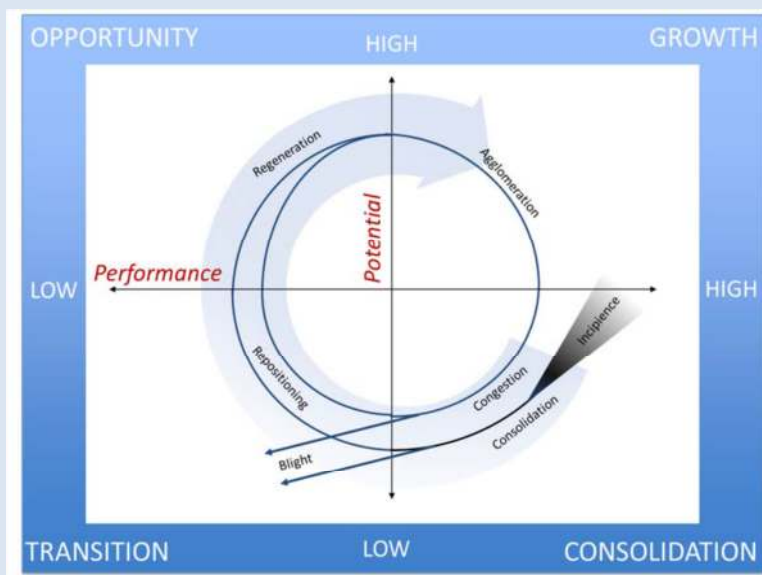 OPPORTUNITY HIGH GROWTH
Regeneration
Agglomeration
Potential
Performance
LOW HIGH
Incipience
Repositioning
Congestion
Consolidation
Blight
TRANSITION LOW CONSOLIDATION